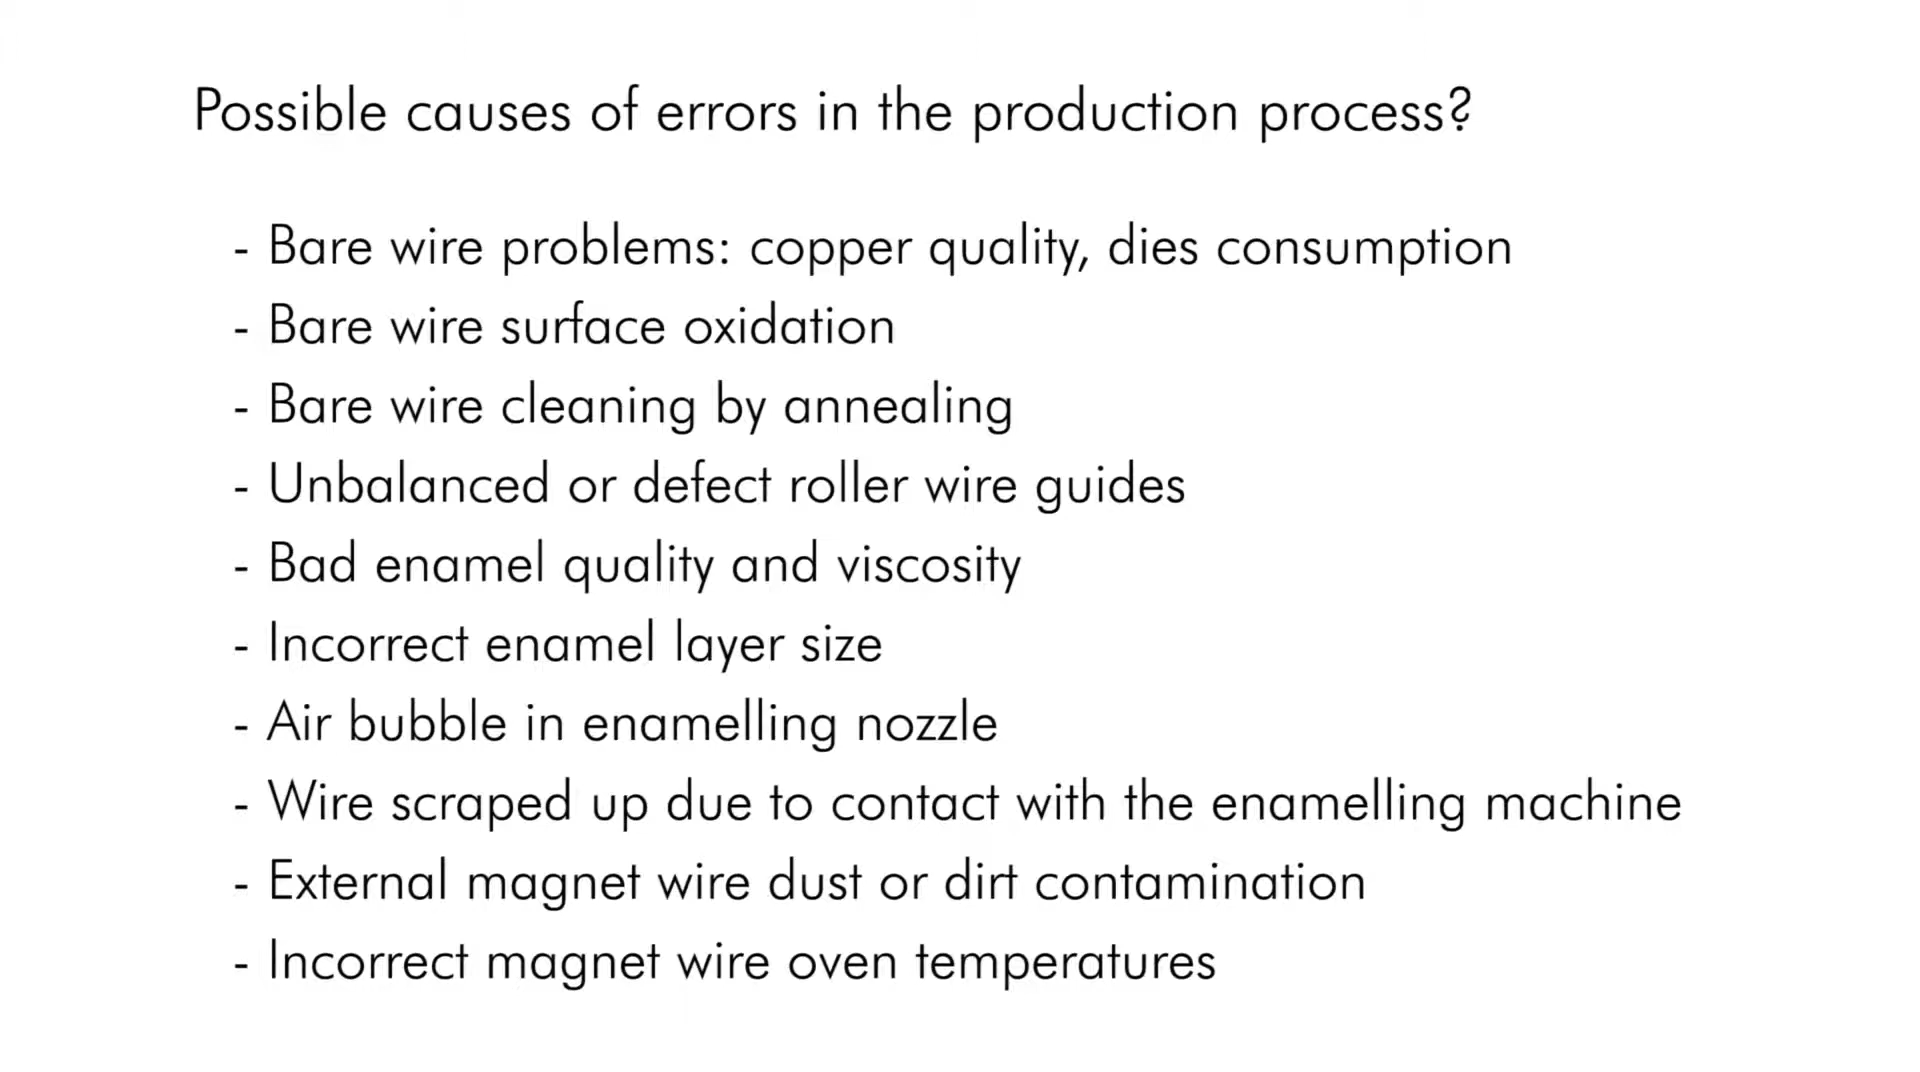 Possible causes of errors in the production process?
- Bare wire problems: copper quality, dies consumption
- Bare wire surface oxidation
- Bare wire cleaning by annealing
- Unbalanced or defect roller wire guides
- Bad enamel quality and viscosity
- Incorrect enamel layer size
- Air bubble in enamelling nozzle
- Wire scraped up due to contact with the enamelling machine
- External magnet wire dust or dirt contamination
- Incorrect magnet wire oven temperatures